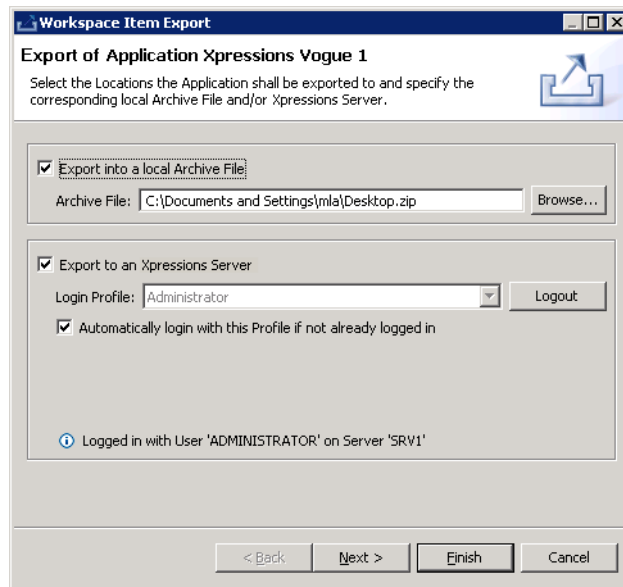 Workspace Item Export
Export of Application Xpressions Vogue 1
Select the Locations the Application shall be exported to and specify the
corresponding local Archive File and/or Xpressions Server.
Export into a local Archive File
Archive File: C:\Documents and Settings\mla\Desktop.zip Browse...
Export to an Xpressions Server
Login Profile: Administrator Logout
Automatically login with this Profile if not already logged in
Logged in with User 'ADMINISTRATOR' on Server 'SRV1'
< Back Next > Finish Cancel